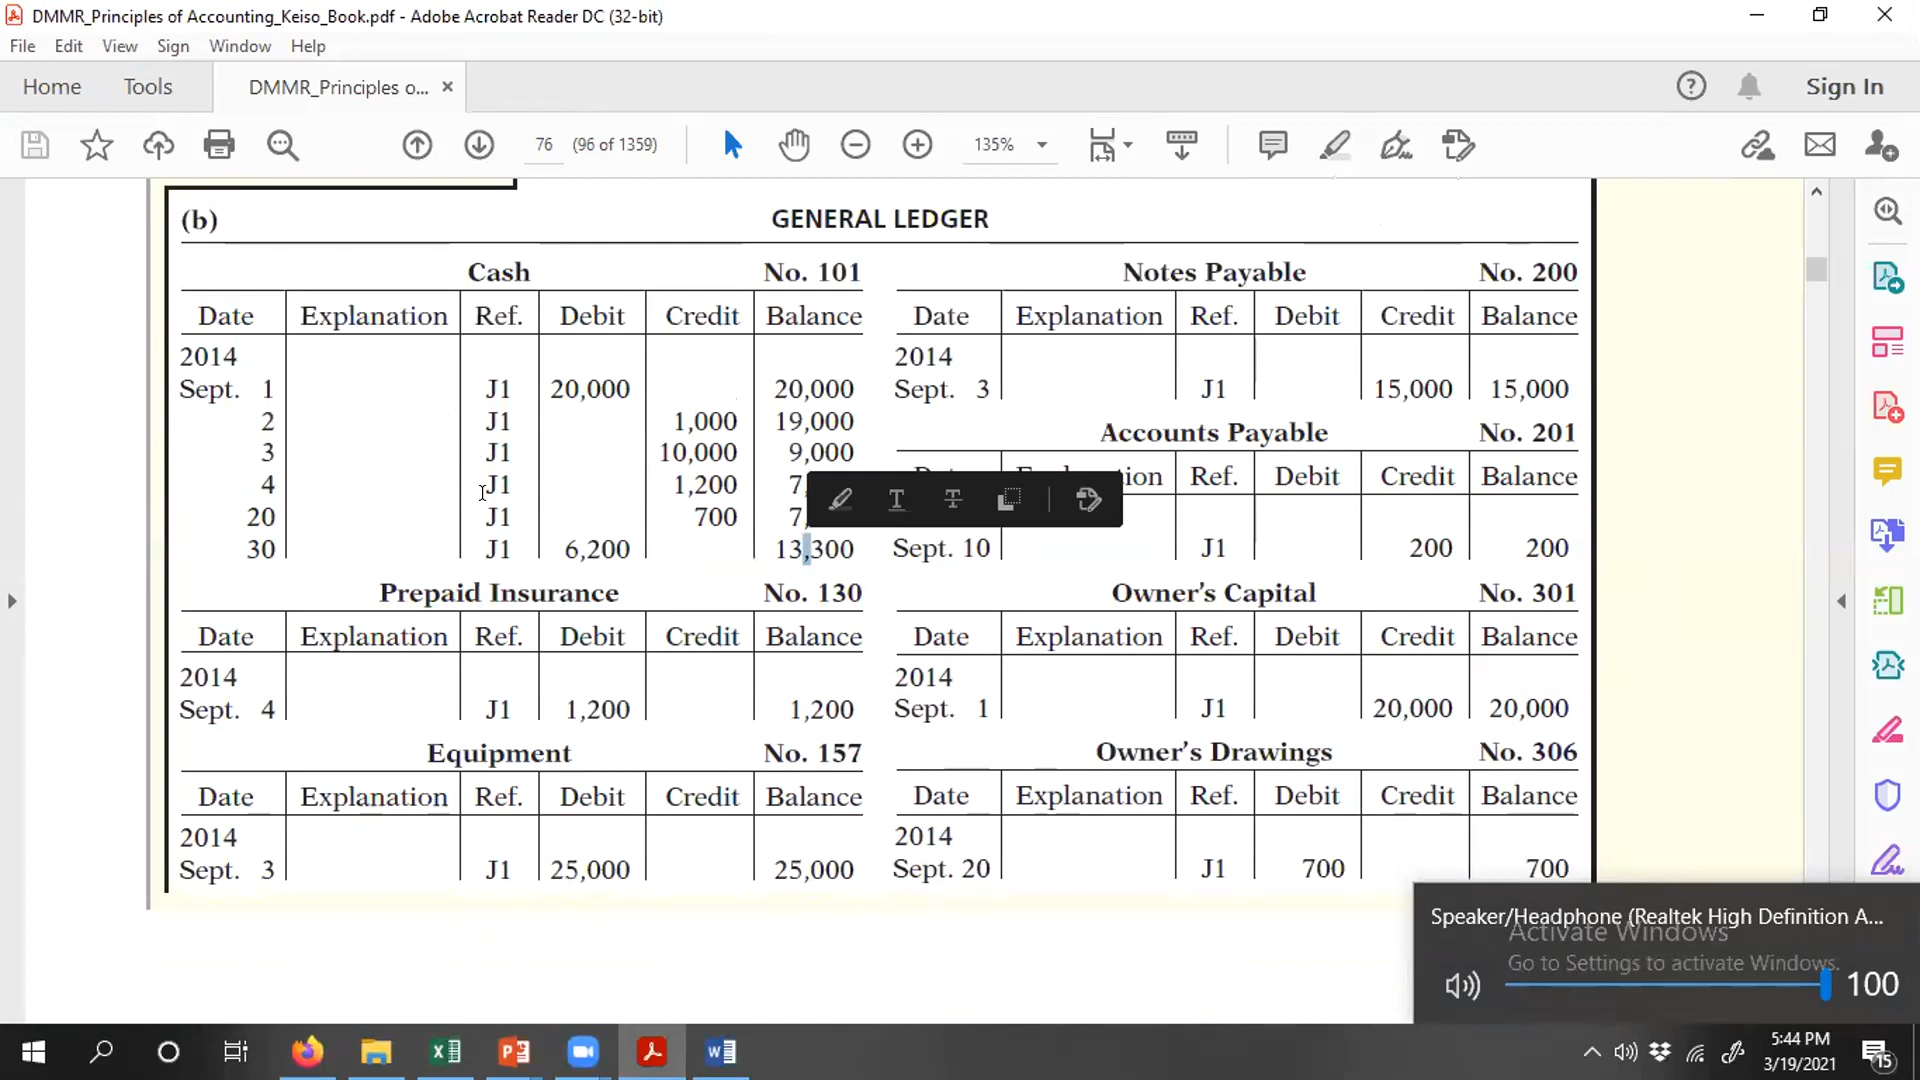 DMMR_Principles of Accounting_Keiso_Book.pdf - Adobe Acrobat Reader DC (32-bit)
File Edit View Sign Window Help
Home Tools DMMR_Principles o... × Sign In
76 (96 of 1359) 135%
(b) GENERAL LEDGER
Cash No. 101
Date Explanation Ref. Debit Credit Balance
2014
Sept. 1 J1 20,000 20,000
2 J1 1,000 19,000
3 J1 10,000 9,000
4 J1 1,200 7,
20 J1 700 7,
30 J1 6,200 13,300
Prepaid Insurance No. 130
Date Explanation Ref. Debit Credit Balance
2014
Sept. 4 J1 1,200 1,200
Equipment No. 157
Date Explanation Ref. Debit Credit Balance
2014
Sept. 3 J1 25,000 25,000
Notes Payable No. 200
Date Explanation Ref. Debit Credit Balance
2014
Sept. 3 J1 15,000 15,000
Accounts Payable No. 201
Ref. Debit Credit Balance
Sept. 10 J1 200 200
Owner's Capital No. 301
Date Explanation Ref. Debit Credit Balance
2014
Sept. 1 J1 20,000 20,000
Owner's Drawings No. 306
Date Explanation Ref. Debit Credit Balance
2014
Sept. 20 J1 700 700
Speaker/Headphone (Realtek High Definition A...
Activate Windows
Go to Settings to activate Windows.
100
5:44 PM
3/19/2021
15